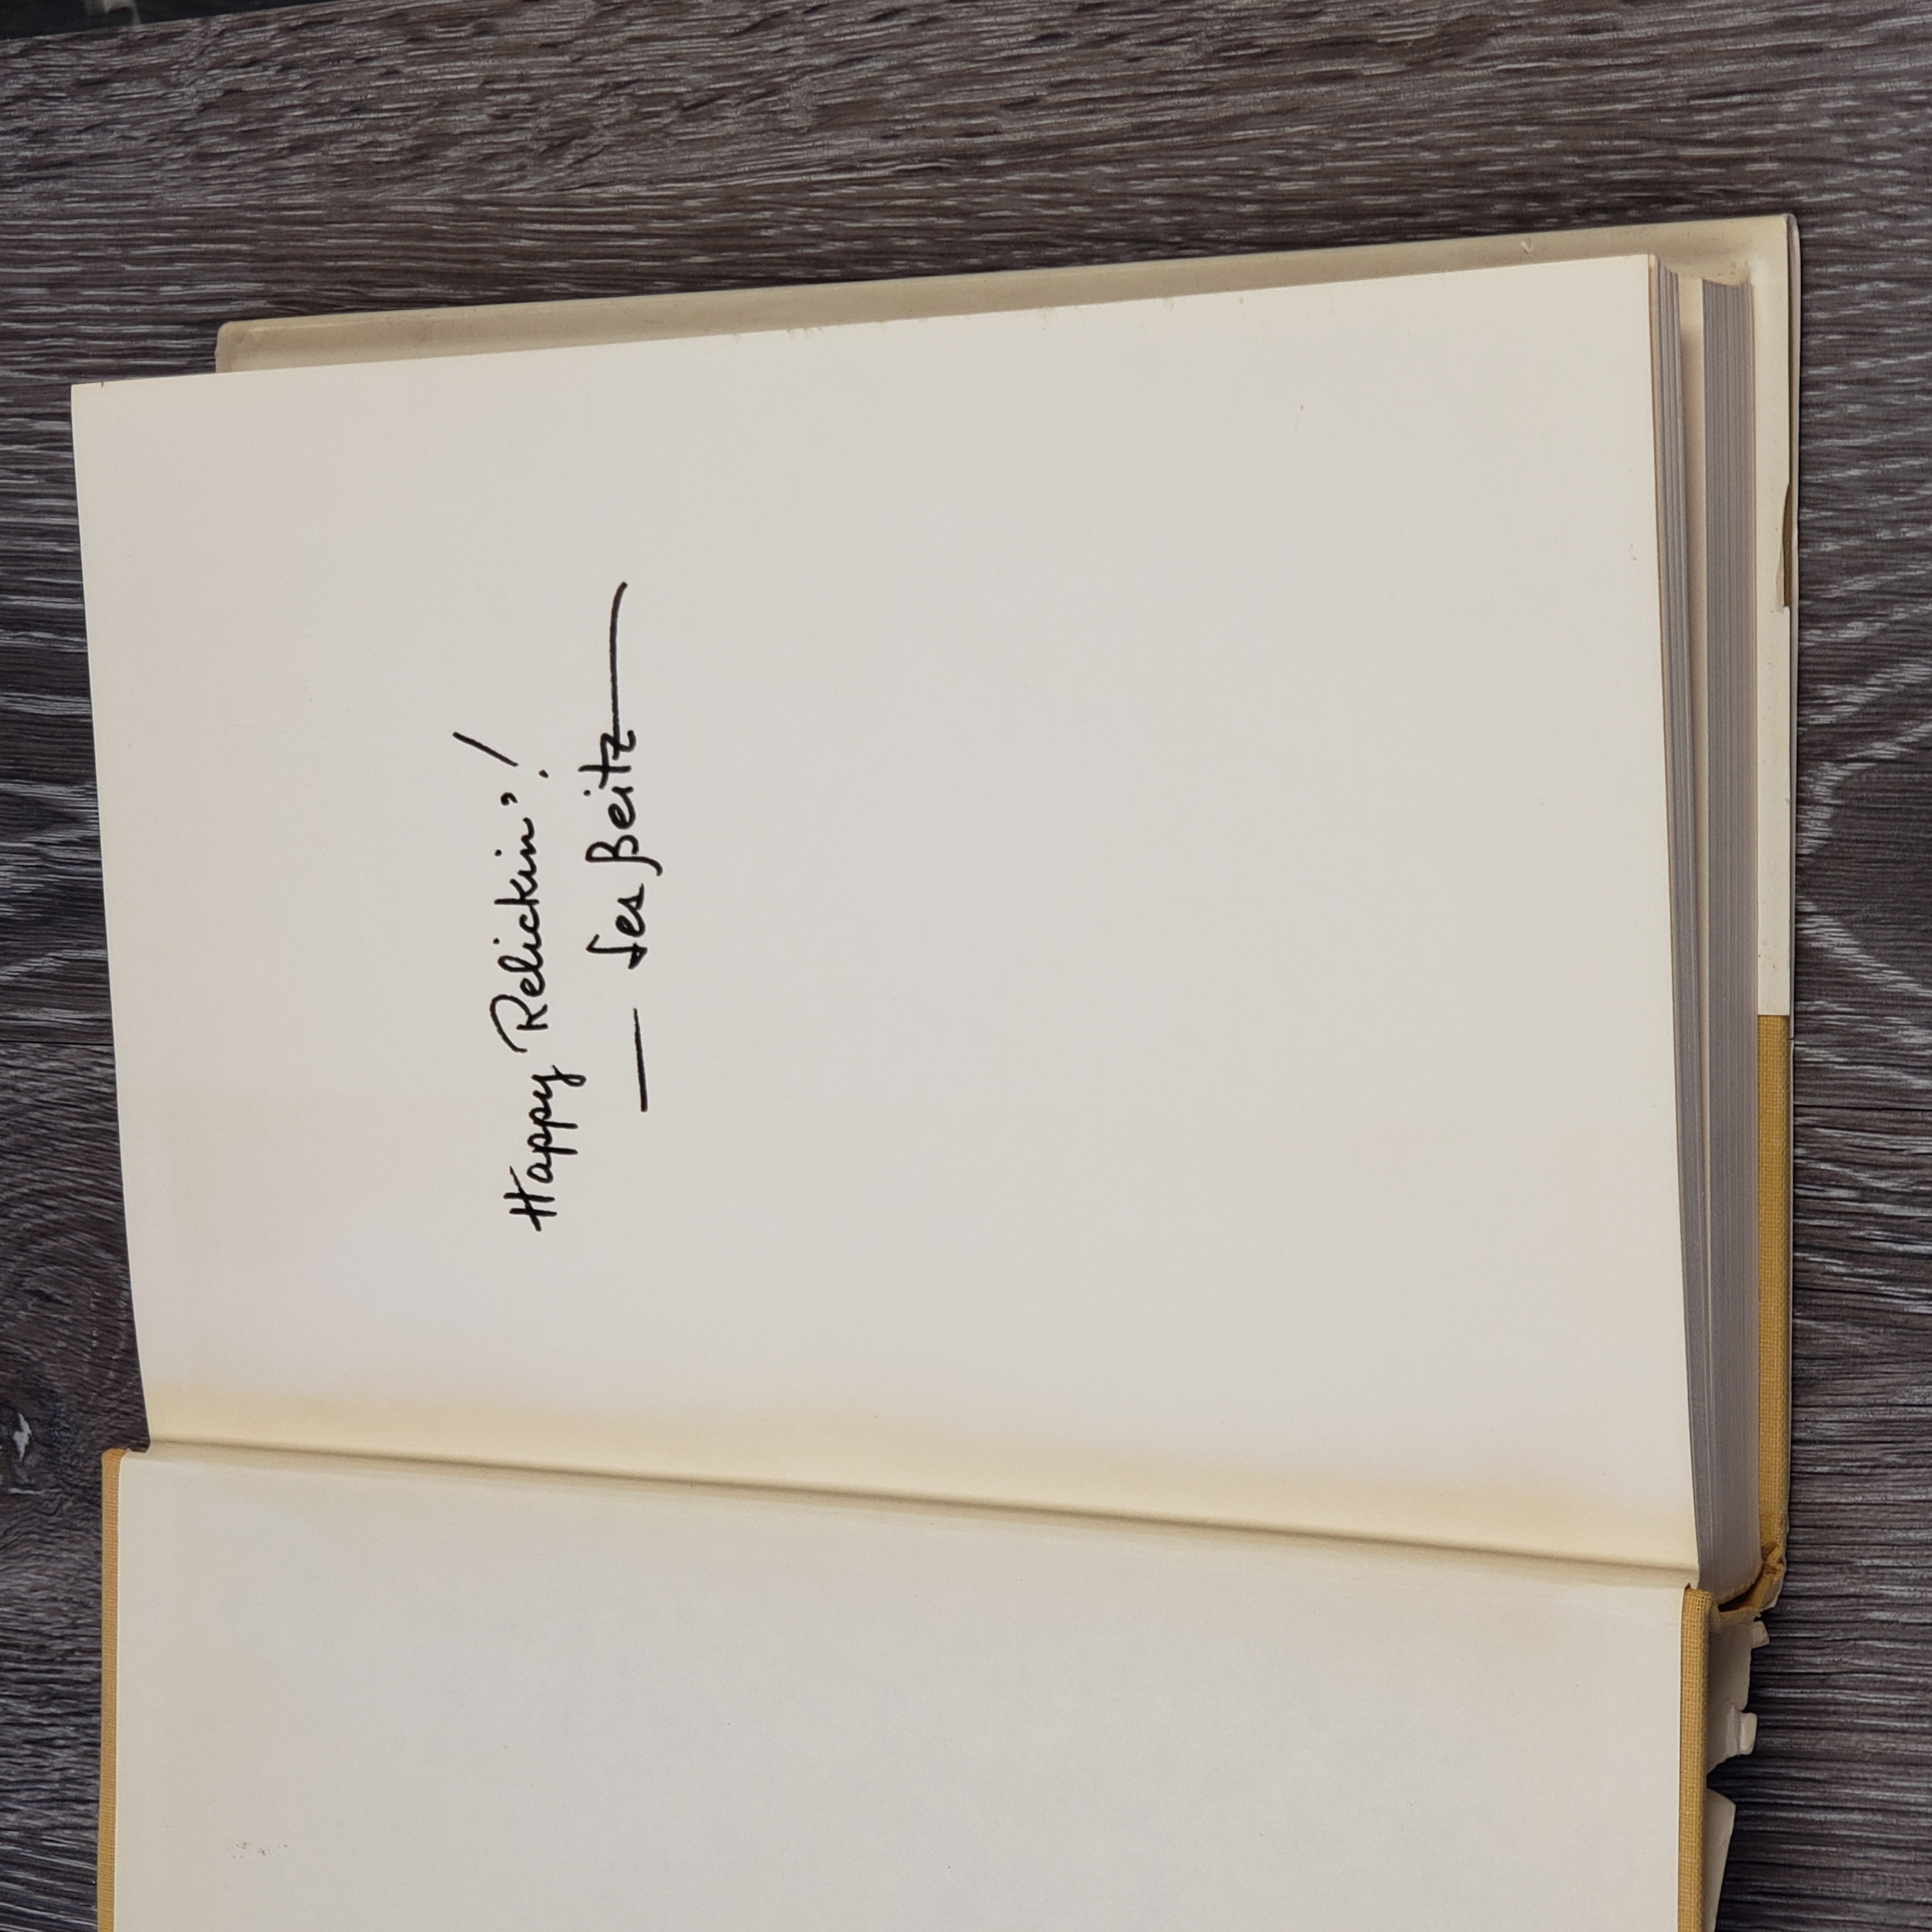 Happy Relickin'!
— Les Beitz —